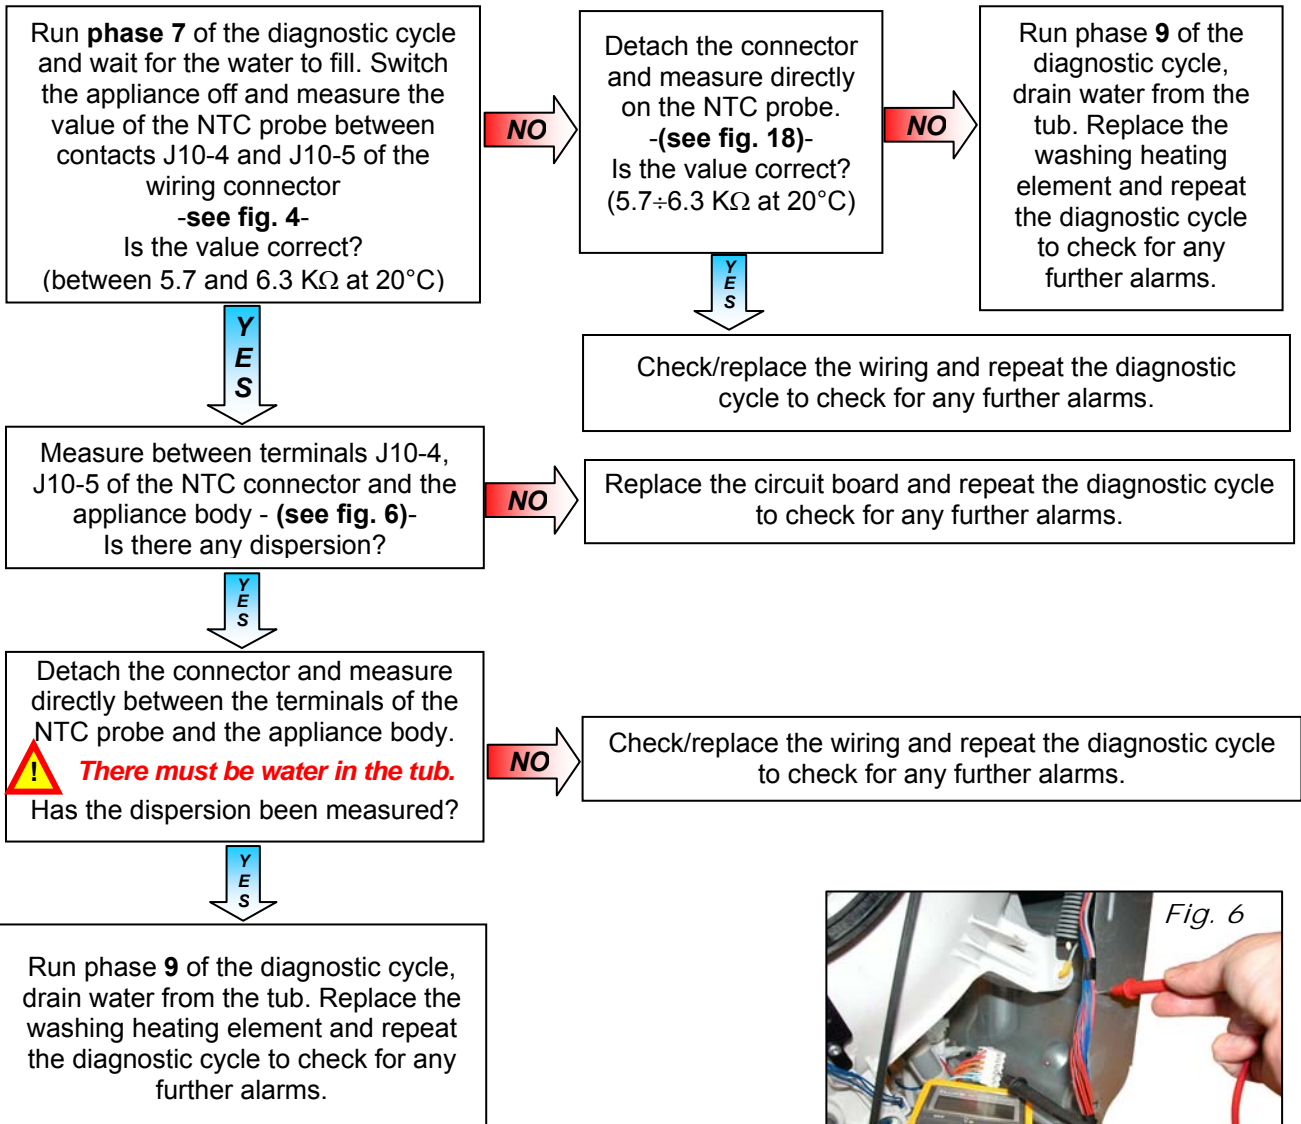 Run phase 7 of the diagnostic cycle
and wait for the water to fill. Switch
the appliance off and measure the
value of the NTC probe between
contacts J10-4 and J10-5 of the
wiring connector
-see fig. 4-
Is the value correct?
(between 5.7 and 6.3 KΩ at 20°C)
NO
Detach the connector
and measure directly
on the NTC probe.
-(see fig. 18)-
Is the value correct?
(5.7÷6.3 KΩ at 20°C)
NO
Run phase 9 of the
diagnostic cycle,
drain water from the
tub. Replace the
washing heating
element and repeat
the diagnostic cycle
to check for any
further alarms.
YES
YES
Check/replace the wiring and repeat the diagnostic
cycle to check for any further alarms.
Measure between terminals J10-4,
J10-5 of the NTC connector and the
appliance body - (see fig. 6)-
Is there any dispersion?
NO
Replace the circuit board and repeat the diagnostic cycle
to check for any further alarms.
YES
Detach the connector and measure
directly between the terminals of the
NTC probe and the appliance body.
! There must be water in the tub.
Has the dispersion been measured?
NO
Check/replace the wiring and repeat the diagnostic cycle
to check for any further alarms.
YES
Run phase 9 of the diagnostic cycle,
drain water from the tub. Replace the
washing heating element and repeat
the diagnostic cycle to check for any
further alarms.
Fig. 6